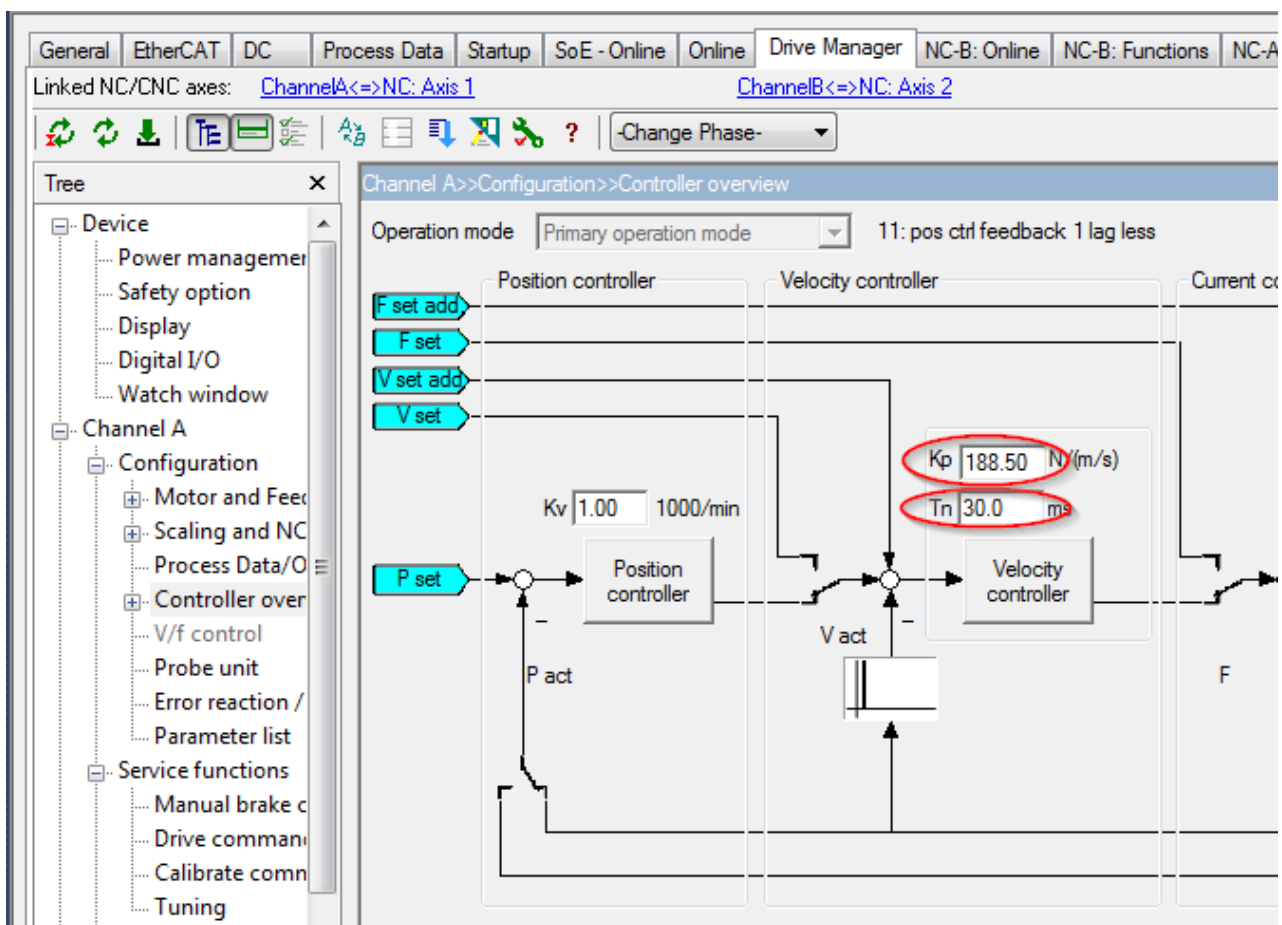 General EtherCAT DC Process Data Startup SoE - Online Online Drive Manager NC-B: Online NC-B: Functions NC-A
Linked NC/CNC axes: ChannelA<=>NC: Axis 1 ChannelB<=>NC: Axis 2
? -Change Phase-
Tree
Channel A>>Configuration>>Controller overview
Device
Power managemer
Safety option
Display
Digital I/O
Watch window
Channel A
Configuration
Motor and Feed
Scaling and NC
Process Data/O
Controller over
V/f control
Probe unit
Error reaction /
Parameter list
Service functions
Manual brake c
Drive comman
Calibrate comn
Tuning
Operation mode Primary operation mode 11: pos ctrl feedback 1 lag less
Position controller Velocity controller Current co
F set add
F set
V set add
V set
Kp 188.50 N/(m/s)
Kv 1.00 1000/min
Tn 30.0 ms
P set
Position
controller
Velocity
controller
V act
P act
F